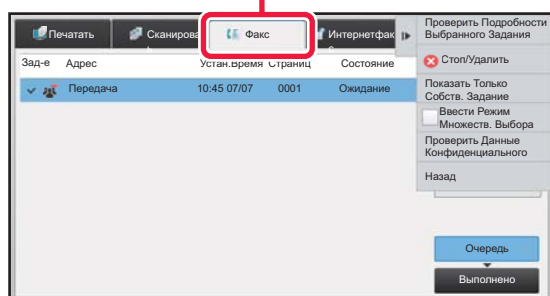 Печатать
Сканирова
Факс
Интернетфак
Зад-е Адрес Устан.Время Страниц Состояние
Передача 10:45 07/07 0001 Ожидание
Проверить Подробности
Выбранного Задания
Стоп/Удалить
Показать Только
Собств. Задание
Ввести Режим
Множеств. Выбора
Проверить Данные
Конфиденциального
Назад
Очередь
Выполнено